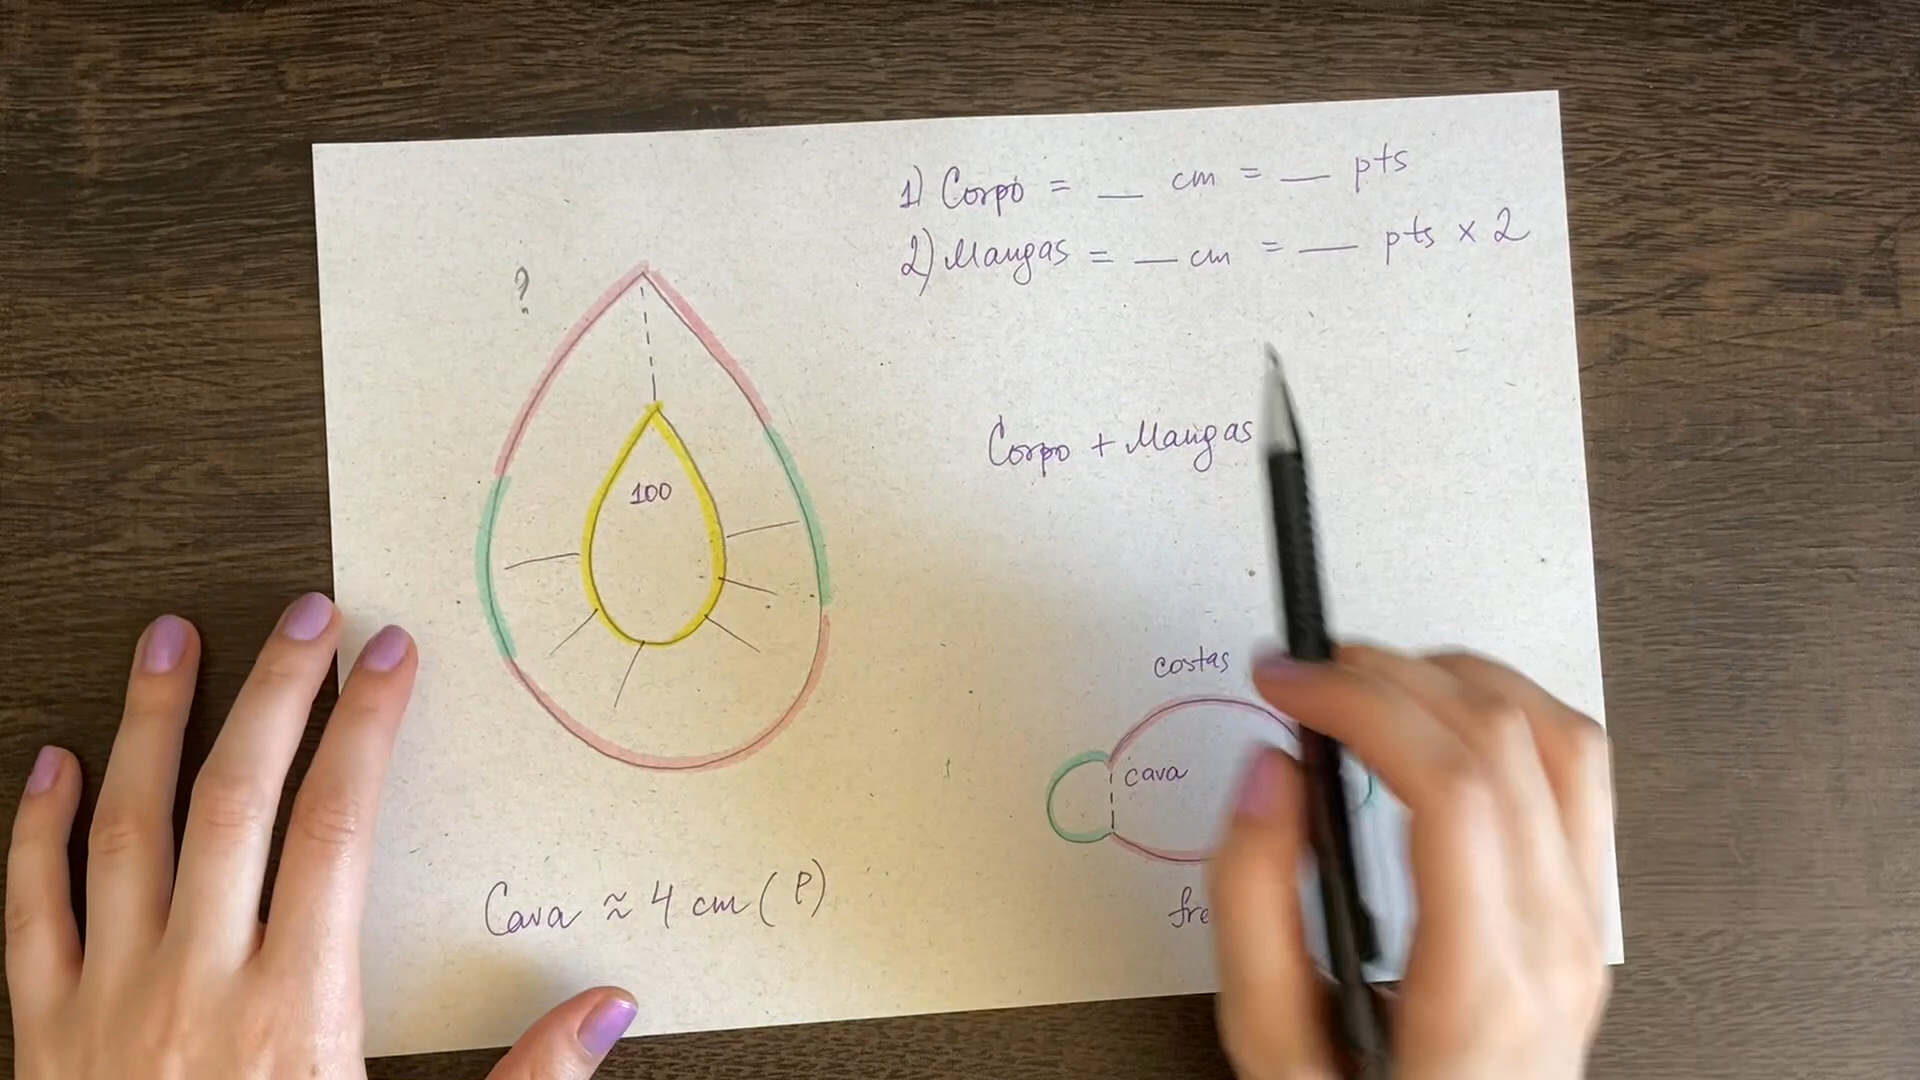 1) Corpo = __ cm = __ pts
2) Mangas = __ cm = __ pts x 2
?
100
Corpo + Mangas
costas
cava
fre
Cava ≈ 4 cm (P)